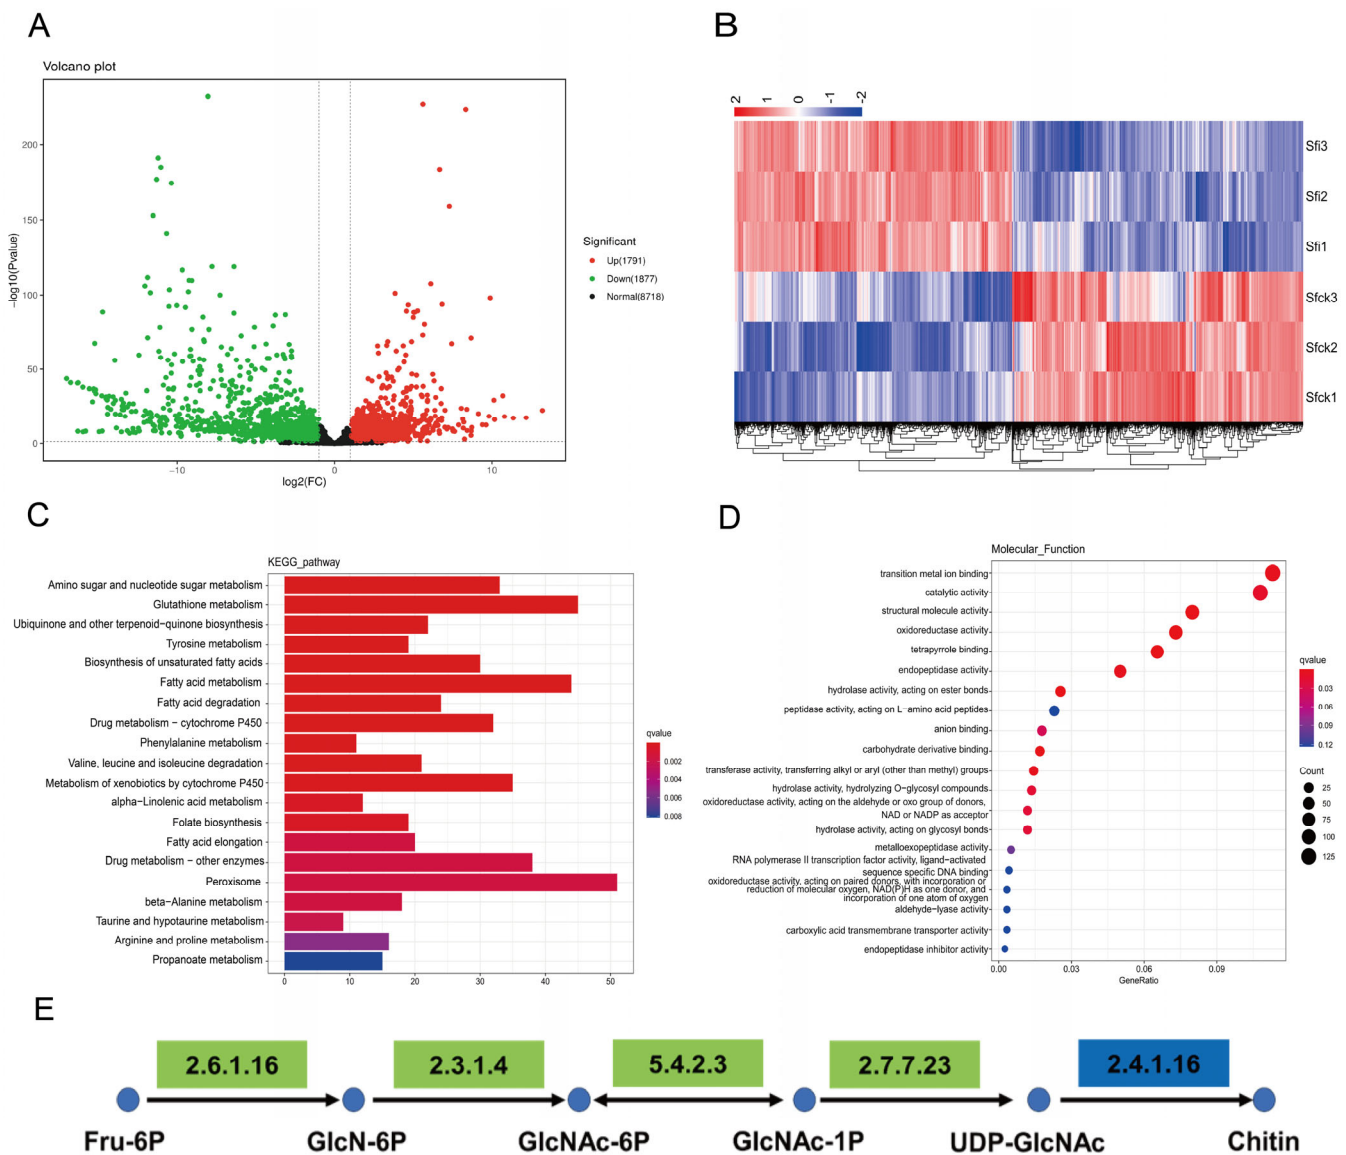 A
B
Volcano plot
−log10(Pvalue)
200
150
100
50
0
−10
0
10
log2(FC)
Significant
Up(1791)
Down(1877)
Normal(8718)
2
1
0
-1
-2
Sfi3
Sfi2
Sfi1
Sfck3
Sfck2
Sfck1
C
KEGG_pathway
Amino sugar and nucleotide sugar metabolism
Glutathione metabolism
Ubiquinone and other terpenoid−quinone biosynthesis
Tyrosine metabolism
Biosynthesis of unsaturated fatty acids
Fatty acid metabolism
Fatty acid degradation
Drug metabolism − cytochrome P450
Phenylalanine metabolism
Valine, leucine and isoleucine degradation
Metabolism of xenobiotics by cytochrome P450
alpha−Linolenic acid metabolism
Folate biosynthesis
Fatty acid elongation
Drug metabolism − other enzymes
Peroxisome
beta−Alanine metabolism
Taurine and hypotaurine metabolism
Arginine and proline metabolism
Propanoate metabolism
0
10
20
30
40
50
qvalue
0.002
0.004
0.006
0.008
D
Molecular_Function
transition metal ion binding
catalytic activity
structural molecule activity
oxidoreductase activity
tetrapyrrole binding
endopeptidase activity
hydrolase activity, acting on ester bonds
peptidase activity, acting on L−amino acid peptides
anion binding
carbohydrate derivative binding
transferase activity, transferring alkyl or aryl (other than methyl) groups
hydrolase activity, hydrolyzing O−glycosyl compounds
oxidoreductase activity, acting on the aldehyde or oxo group of donors,
NAD or NADP as acceptor
hydrolase activity, acting on glycosyl bonds
metalloexopeptidase activity
RNA polymerase II transcription factor activity, ligand−activated
sequence specific DNA binding
oxidoreductase activity, acting on paired donors, with incorporation or
reduction of molecular oxygen, NAD(P)H as one donor, and
incorporation of one atom of oxygen
aldehyde−lyase activity
carboxylic acid transmembrane transporter activity
endopeptidase inhibitor activity
0.00
0.03
0.06
0.09
GeneRatio
qvalue
0.03
0.06
0.09
0.12
Count
25
50
75
100
125
E
2.6.1.16
2.3.1.4
5.4.2.3
2.7.7.23
2.4.1.16
Fru-6P
GlcN-6P
GlcNAc-6P
GlcNAc-1P
UDP-GlcNAc
Chitin